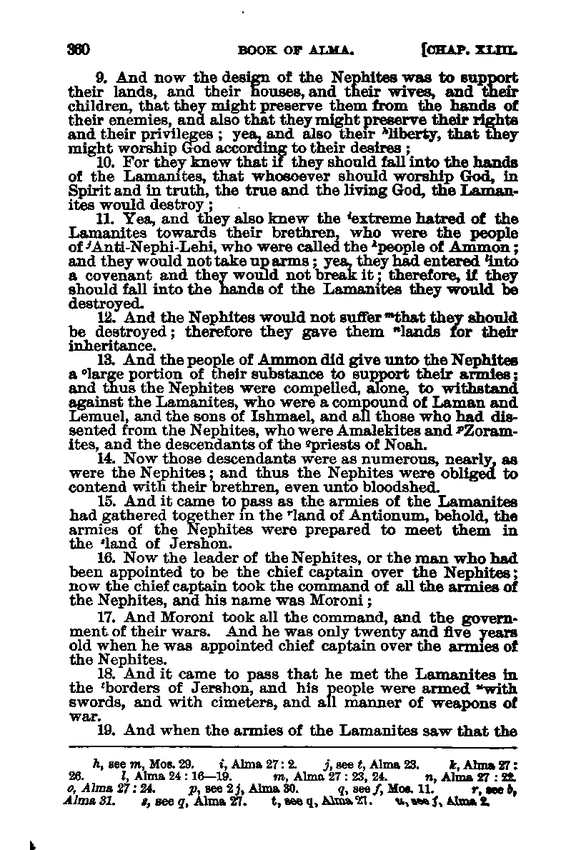 360 BOOK OF ALMA. [CHAP. XLIII.
9. And now the design of the Nephites was to support
their lands, and their houses, and their wives, and their
children, that they might preserve them from the hands of
their enemies, and also that they might preserve their rights
and their privileges ; yea, and also their ʰliberty, that they
might worship God according to their desires ;
10. For they knew that if they should fall into the hands
of the Lamanites, that whosoever should worship God, in
Spirit and in truth, the true and the living God, the Laman-
ites would destroy ;
11. Yea, and they also knew the ⁱextreme hatred of the
Lamanites towards their brethren, who were the people
of ʲAnti-Nephi-Lehi, who were called the ᵏpeople of Ammon ;
and they would not take up arms ; yea, they had entered ˡinto
a covenant and they would not break it ; therefore, if they
should fall into the hands of the Lamanites they would be
destroyed.
12. And the Nephites would not suffer ᵐthat they should
be destroyed ; therefore they gave them ⁿlands for their
inheritance.
13. And the people of Ammon did give unto the Nephites
a ᵒlarge portion of their substance to support their armies ;
and thus the Nephites were compelled, alone, to withstand
against the Lamanites, who were a compound of Laman and
Lemuel, and the sons of Ishmael, and all those who had dis-
sented from the Nephites, who were Amalekites and ᵖZoram-
ites, and the descendants of the qpriests of Noah.
14. Now those descendants were as numerous, nearly, as
were the Nephites ; and thus the Nephites were obliged to
contend with their brethren, even unto bloodshed.
15. And it came to pass as the armies of the Lamanites
had gathered together in the ʳland of Antionum, behold, the
armies of the Nephites were prepared to meet them in
the ˢland of Jershon.
16. Now the leader of the Nephites, or the man who had
been appointed to be the chief captain over the Nephites ;
now the chief captain took the command of all the armies of
the Nephites, and his name was Moroni ;
17. And Moroni took all the command, and the govern-
ment of their wars. And he was only twenty and five years
old when he was appointed chief captain over the armies of
the Nephites.
18. And it came to pass that he met the Lamanites in
the ᵗborders of Jershon, and his people were armed ᵘwith
swords, and with cimeters, and all manner of weapons of
war.
19. And when the armies of the Lamanites saw that the
h, see m, Mos. 29. i, Alma 27 : 2. j, see t, Alma 23. k, Alma 27 :
26. l, Alma 24 : 16—19. m, Alma 27 : 23, 24. n, Alma 27 : 22.
o, Alma 27 : 24. p, see 2 j, Alma 30. q, see f, Mos. 11. r, see b,
Alma 31. s, see q, Alma 27. t, see q, Alma 27. u, see f, Alma 2.